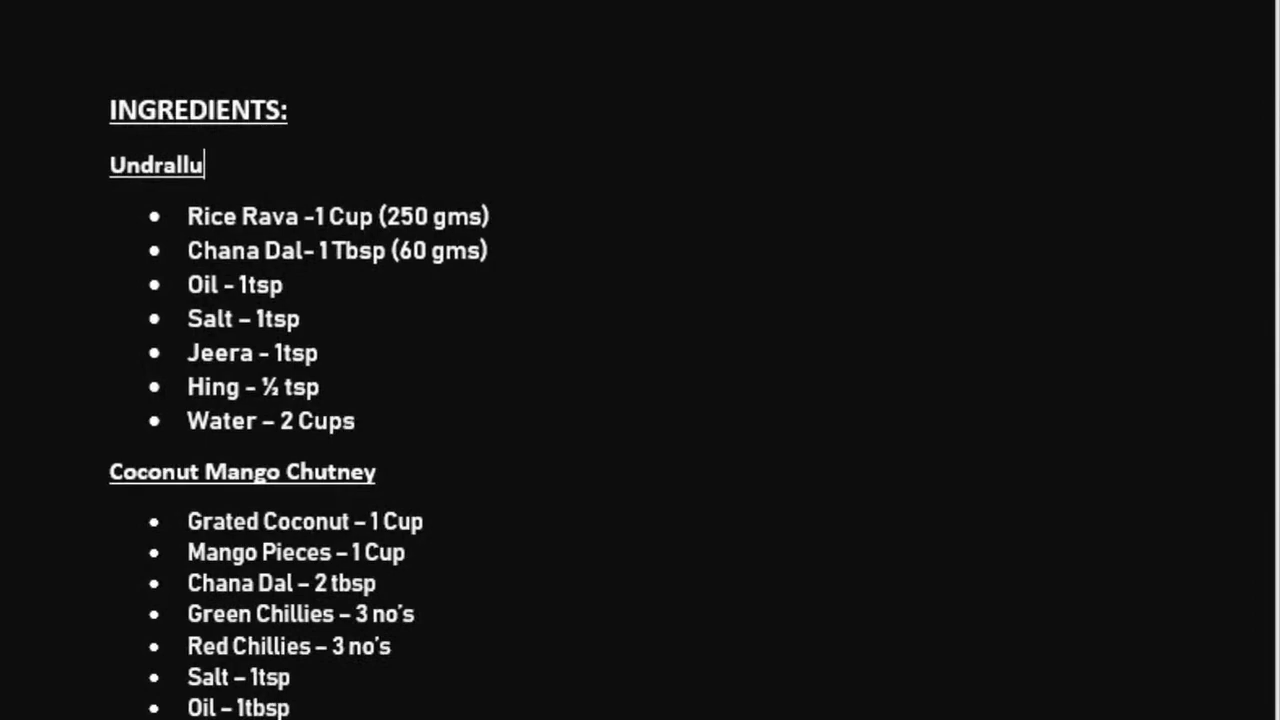 INGREDIENTS:
Undrallu
• Rice Rava -1 Cup (250 gms)
• Chana Dal- 1 Tbsp (60 gms)
• Oil - 1tsp
• Salt – 1tsp
• Jeera - 1tsp
• Hing - ½ tsp
• Water – 2 Cups
Coconut Mango Chutney
• Grated Coconut – 1 Cup
• Mango Pieces – 1 Cup
• Chana Dal – 2 tbsp
• Green Chillies – 3 no's
• Red Chillies – 3 no's
• Salt – 1tsp
• Oil – 1tbsp